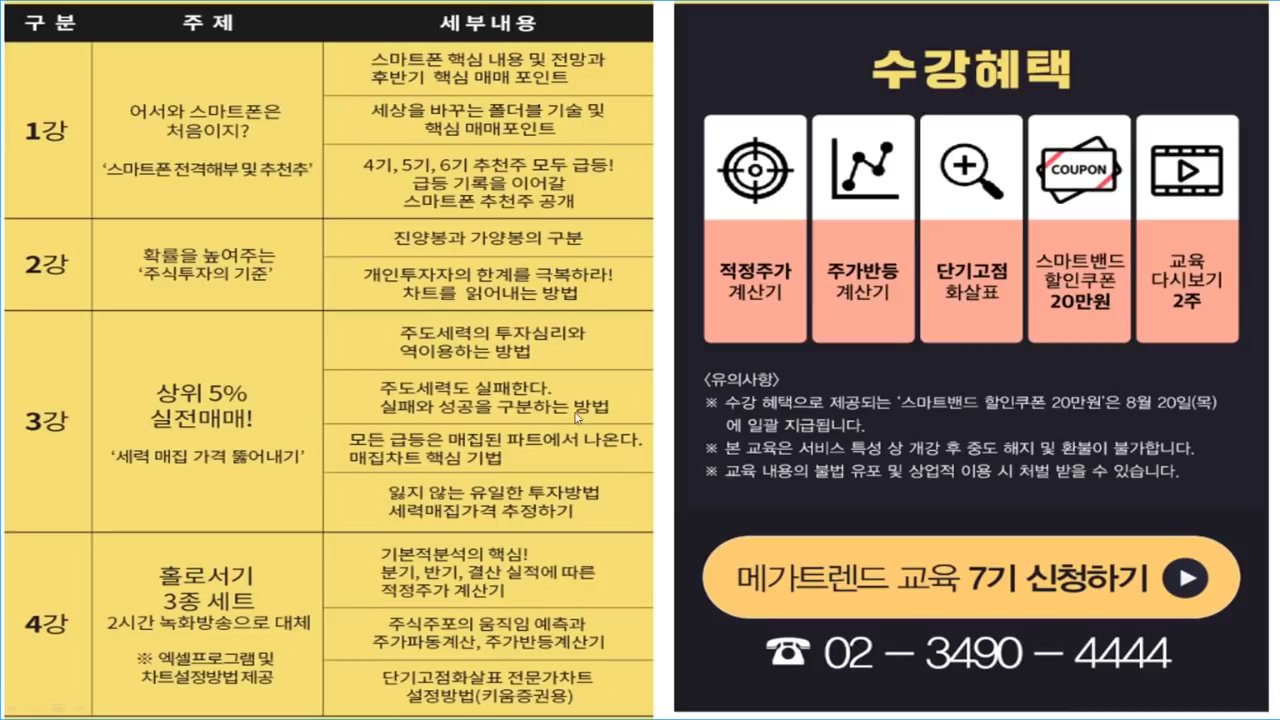 구 분 주 제 세 부 내 용
1강
어서와 스마트폰은
처음이지?
‘스마트폰 전격해부 및 추천추’
스마트폰 핵심 내용 및 전망과
후반기 핵심 매매 포인트
세상을 바꾸는 폴더블 기술 및
핵심 매매포인트
4기, 5기, 6기 추천주 모두 급등!
급등 기록을 이어갈
스마트폰 추천주 공개
2강
확률을 높여주는
‘주식투자의 기준’
진양봉과 가양봉의 구분
개인투자자의 한계를 극복하라!
차트를 읽어내는 방법
3강
상위 5%
실전매매!
‘세력 매집 가격 뚫어내기’
주도세력의 투자심리와
역이용하는 방법
주도세력도 실패한다.
실패와 성공을 구분하는 방법
모든 급등은 매집된 파트에서 나온다.
매집차트 핵심 기법
잃지 않는 유일한 투자방법
세력매집가격 추정하기
4강
홀로서기
3종 세트
2시간 녹화방송으로 대체
※ 엑셀프로그램 및
차트설정방법 제공
기본적분석의 핵심!
분기, 반기, 결산 실적에 따른
적정주가 계산기
주식주포의 움직임 예측과
주가파동계산, 주가반등계산기
단기고점화살표 전문가차트
설정방법(키움증권용)
수강혜택
적정주가
계산기
주가반등
계산기
단기고점
화살표
COUPON
스마트밴드
할인쿠폰
20만원
교육
다시보기
2주
〈유의사항〉
※ 수강 혜택으로 제공되는 '스마트밴드 할인쿠폰 20만원'은 8월 20일(목)
에 일괄 지급됩니다.
※ 본 교육은 서비스 특성 상 개강 후 중도 해지 및 환불이 불가합니다.
※ 교육 내용의 불법 유포 및 상업적 이용 시 처벌 받을 수 있습니다.
메가트렌드 교육 7기 신청하기
☎ 02 – 3490 – 4444